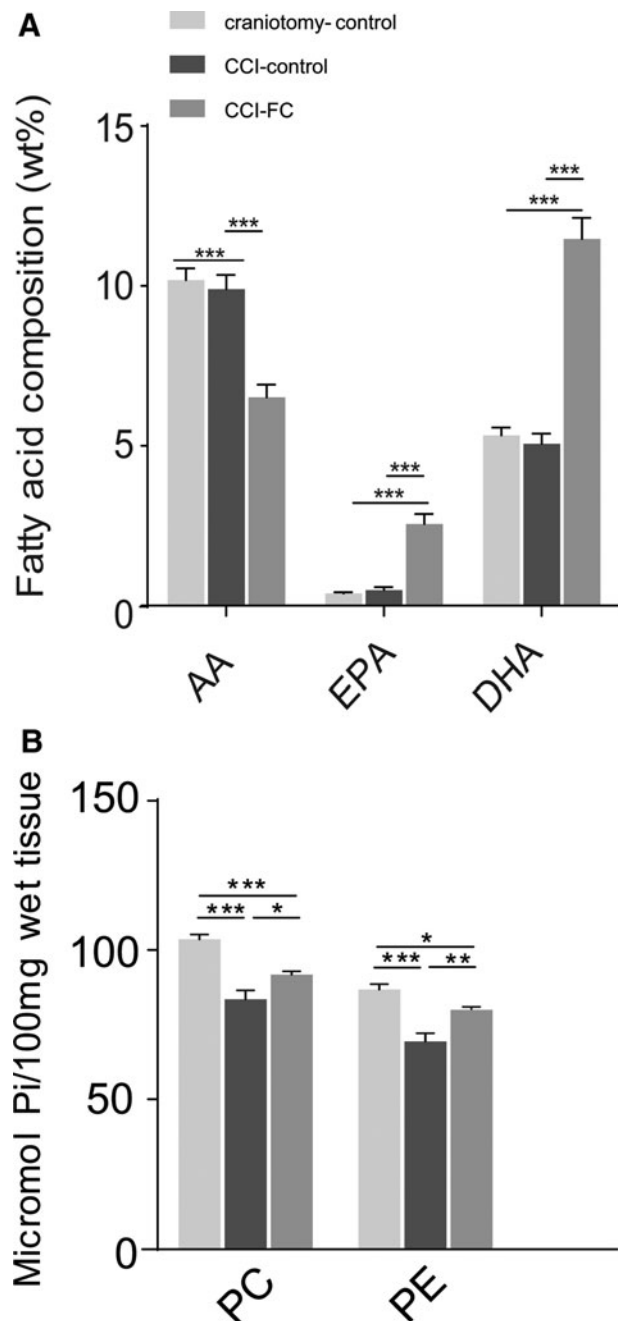 A
craniotomy- control
CCI-control
CCI-FC
Fatty acid composition (wt%)
15
10
5
0
***
***
***
***
***
***
AA
EPA
DHA
B
Micromol Pi/100mg wet tissue
150
100
50
0
***
***
*
*
***
**
PC
PE